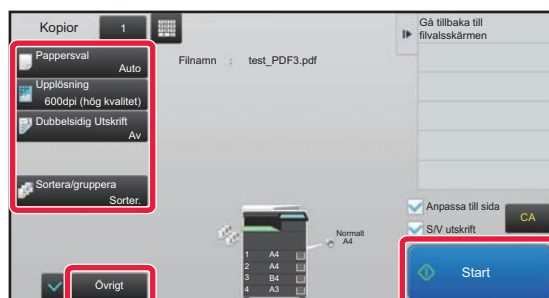 Kopior
1
Gå tillbaka till
filvalsskärmen
Pappersval
Auto
Filnamn : test_PDF3.pdf
Upplösning
600dpi (hög kvalitet)
Dubbelsidig Utskrift
Av
Sortera/gruppera
Sorter.
Anpassa till sida
CA
S/V utskrift
Normalt
A4
1 A4
2 A4
3 B4
4 A3
Övrigt
Start